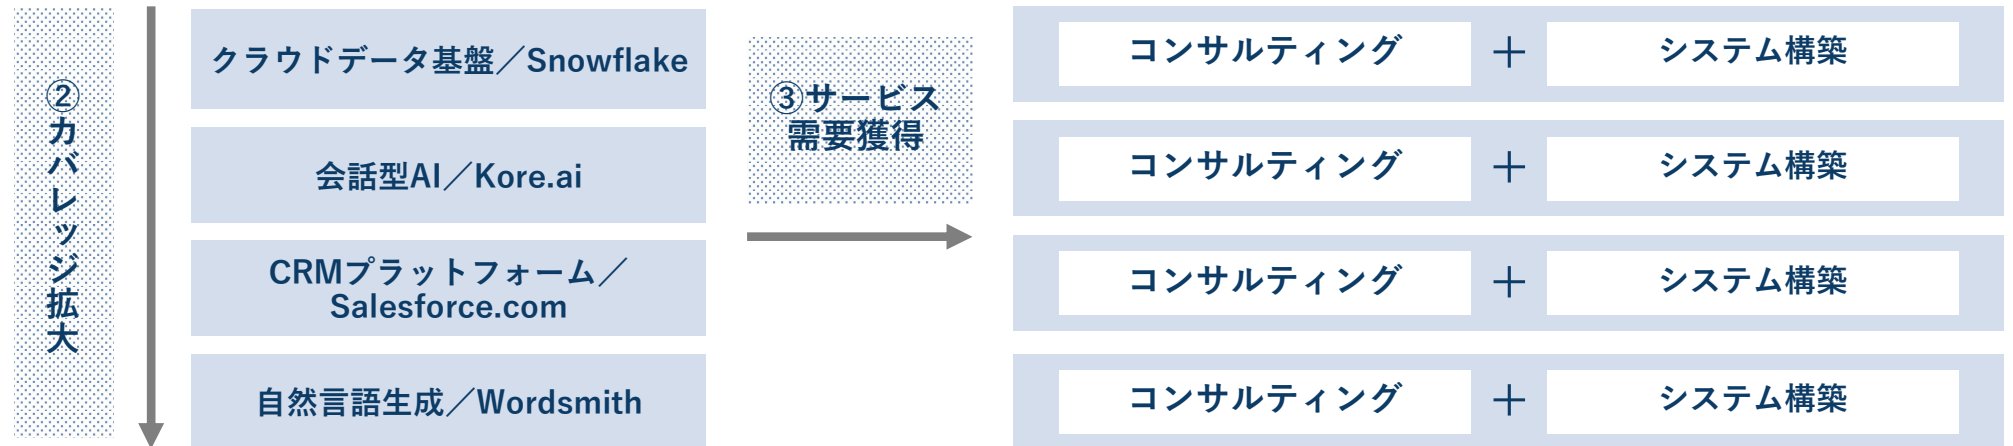 ②カバレッジ拡大
クラウドデータ基盤／Snowflake
会話型AI／Kore.ai
CRMプラットフォーム／
Salesforce.com
自然言語生成／Wordsmith
③サービス
需要獲得
コンサルティング ＋ システム構築
コンサルティング ＋ システム構築
コンサルティング ＋ システム構築
コンサルティング ＋ システム構築